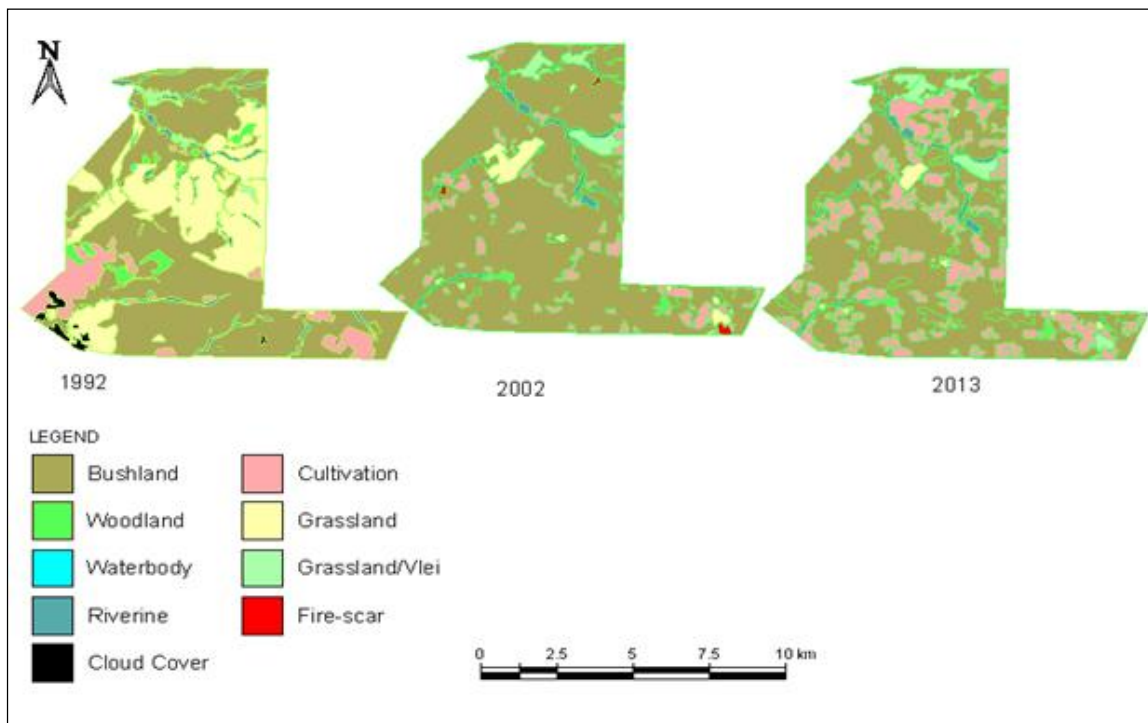 N
1992
2002
2013
LEGEND
Bushland
Cultivation
Woodland
Grassland
Waterbody
Grassland/Vlei
Riverine
Fire-scar
Cloud Cover
0 2.5 5 7.5 10 km